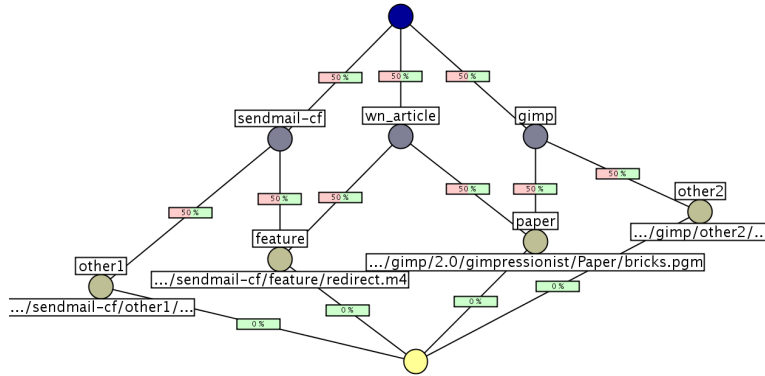 50 %
50 %
50 %
sendmail-cf
wn_article
gimp
50 %
50 %
50 %
50 %
50 %
50 %
other2
paper
.../gimp/other2/...
feature
.../gimp/2.0/gimpressionist/Paper/bricks.pgm
other1
.../sendmail-cf/feature/redirect.m4
.../sendmail-cf/other1/...
0 %
0 %
0 %
0 %